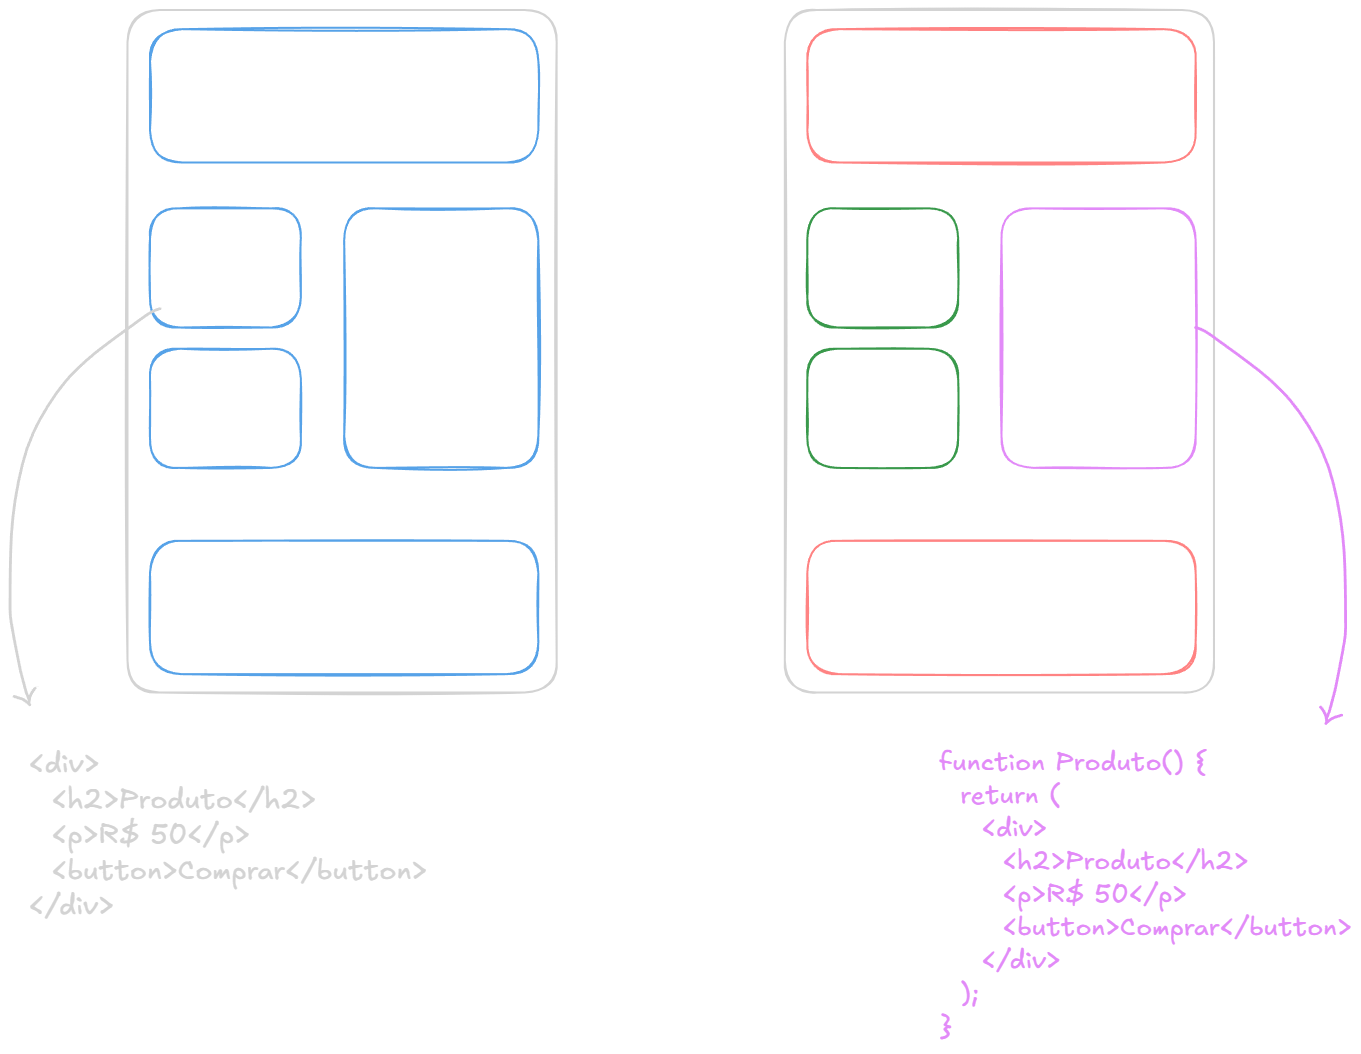 <div>
<h2>Produto</h2>
<p>R$ 50</p>
<button>Comprar</button>
</div>
function Produto() {
return (
<div>
<h2>Produto</h2>
<p>R$ 50</p>
<button>Comprar</button>
</div>
);
}